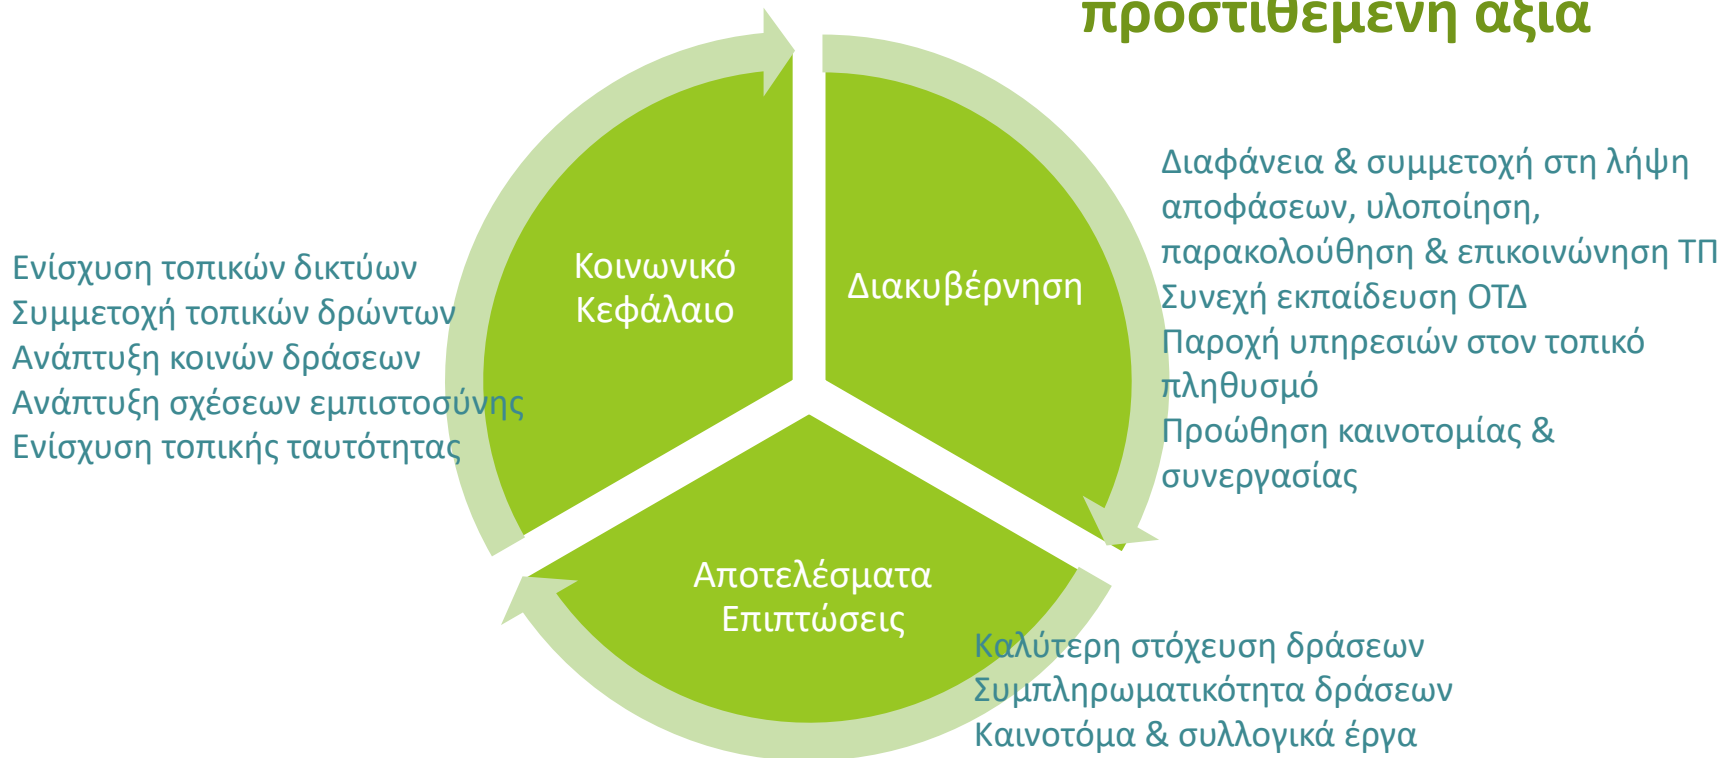 προστιθέμενη αξία
Διαφάνεια & συμμετοχή στη λήψη
αποφάσεων, υλοποίηση,
παρακολούθηση & επικοινώνηση ΤΠ
Συνεχή εκπαίδευση ΟΤΔ
Παροχή υπηρεσιών στον τοπικό
πληθυσμό
Προώθηση καινοτομίας &
συνεργασίας
Κοινωνικό
Κεφάλαιο
Διακυβέρνηση
Ενίσχυση τοπικών δικτύων
Συμμετοχή τοπικών δρώντων
Ανάπτυξη κοινών δράσεων
Ανάπτυξη σχέσεων εμπιστοσύνης
Ενίσχυση τοπικής ταυτότητας
Αποτελέσματα
Επιπτώσεις
Καλύτερη στόχευση δράσεων
Συμπληρωματικότητα δράσεων
Καινοτόμα & συλλογικά έργα